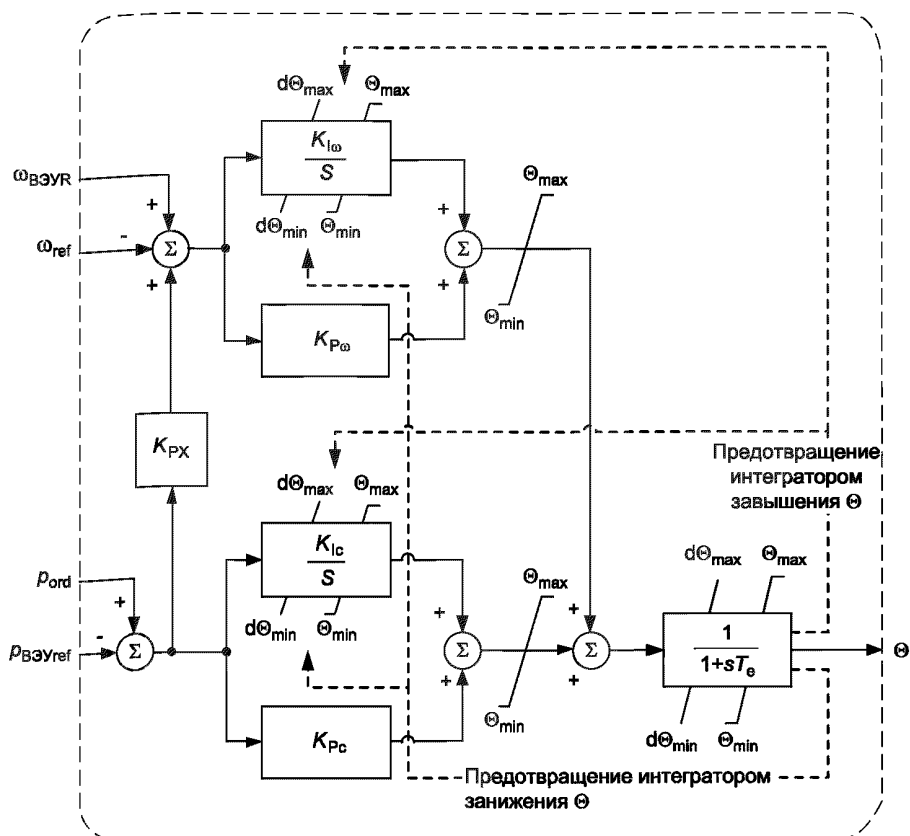 dΘmax
Θmax
KIω
S
dΘmin
Θmin
ωВЭУR
+
ωref
-
Σ
+
+
Σ
+
Θmax
Θmin
KPω
KPX
Предотвращение
интегратором
завышения Θ
dΘmax
Θmax
KIc
S
dΘmin
Θmin
pord
+
pВЭУref
-
Σ
+
Σ
+
Θmax
Θmin
+
Σ
+
dΘmax
Θmax
1
1+sTe
dΘmin
Θmin
Θ
KPc
Предотвращение интегратором
занижения Θ